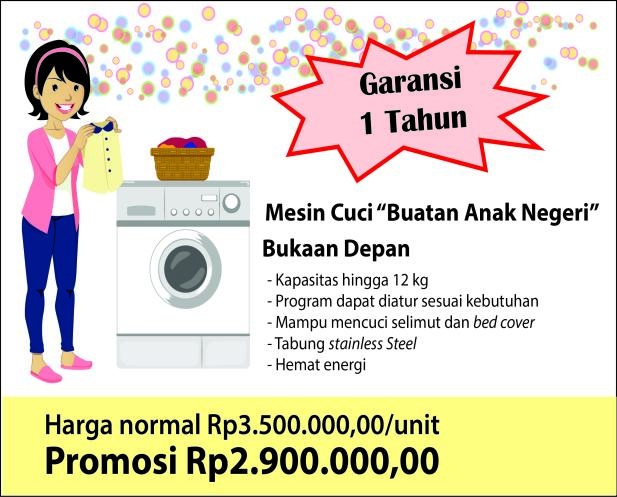 Garansi
1 Tahun
Mesin Cuci “Buatan Anak Negeri”
Bukaan Depan
- Kapasitas hingga 12 kg
- Program dapat diatur sesuai kebutuhan
- Mampu mencuci selimut dan bed cover
- Tabung stainless Steel
- Hemat energi
Harga normal Rp3.500.000,00/unit
Promosi Rp2.900.000,00